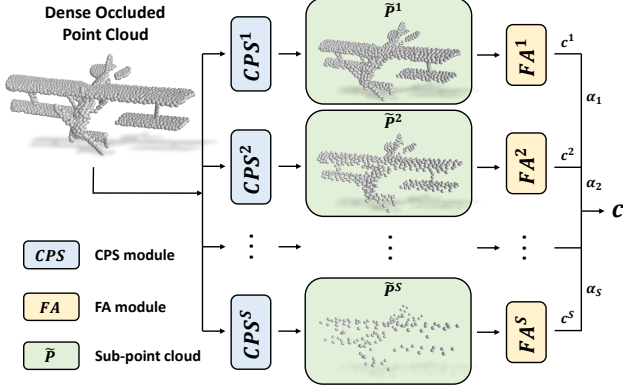 Dense Occluded
Point Cloud
CPS¹ P̃¹ FA¹ c¹
α₁
CPS² P̃² FA² c²
α₂
c
⋮ ⋮ ⋮
CPS CPS module
FA FA module
P̃ Sub-point cloud
CPSˢ P̃ˢ FAˢ cˢ
αₛ